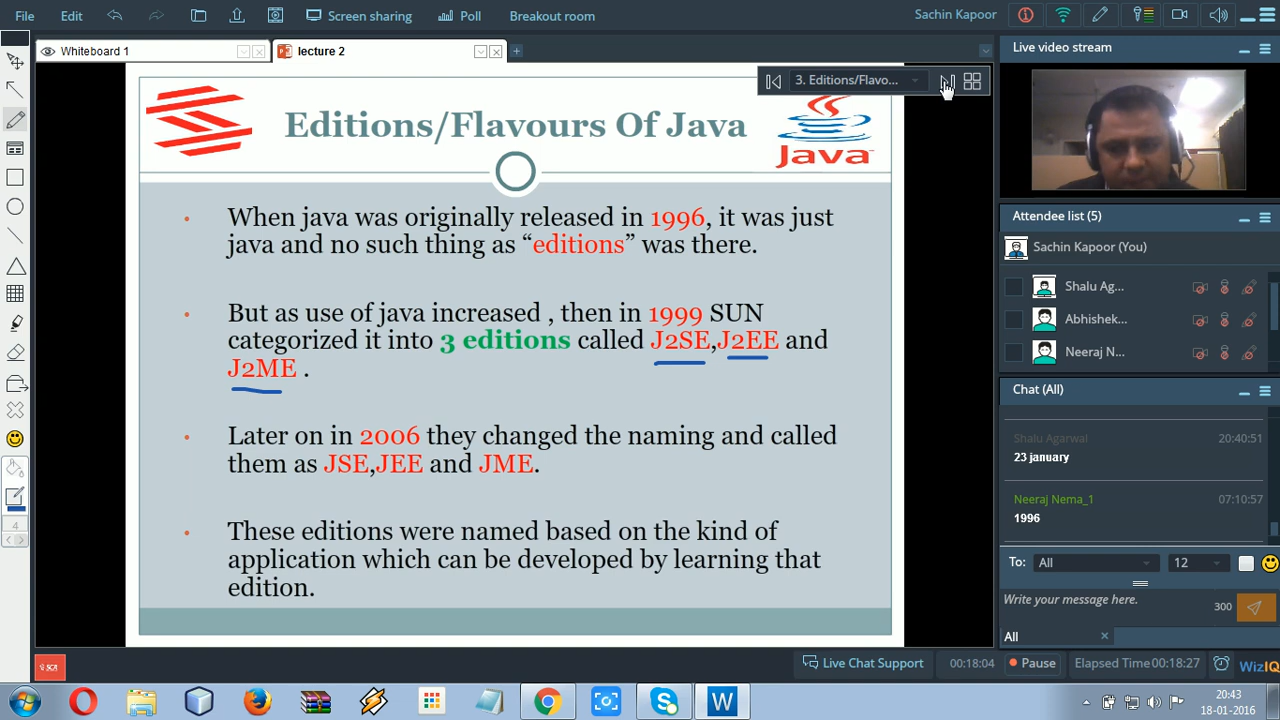 File Edit Screen sharing Poll Breakout room Sachin Kapoor
Whiteboard 1 lecture 2
3. Editions/Flavo...
Editions/Flavours Of Java
Java
When java was originally released in 1996, it was just
java and no such thing as “editions” was there.
But as use of java increased , then in 1999 SUN
categorized it into 3 editions called J2SE,J2EE and
J2ME .
Later on in 2006 they changed the naming and called
them as JSE,JEE and JME.
These editions were named based on the kind of
application which can be developed by learning that
edition.
Live video stream
Attendee list (5)
Sachin Kapoor (You)
Shalu Ag...
Abhishek...
Neeraj N...
Chat (All)
Shalu Agarwal 20:40:51
23 january
Neeraj Nema_1 07:10:57
1996
To: All 12
Write your message here. 300
All
4
SCA
Live Chat Support 00:18:04 Pause Elapsed Time 00:18:27 WizIQ
20:43
18-01-2016